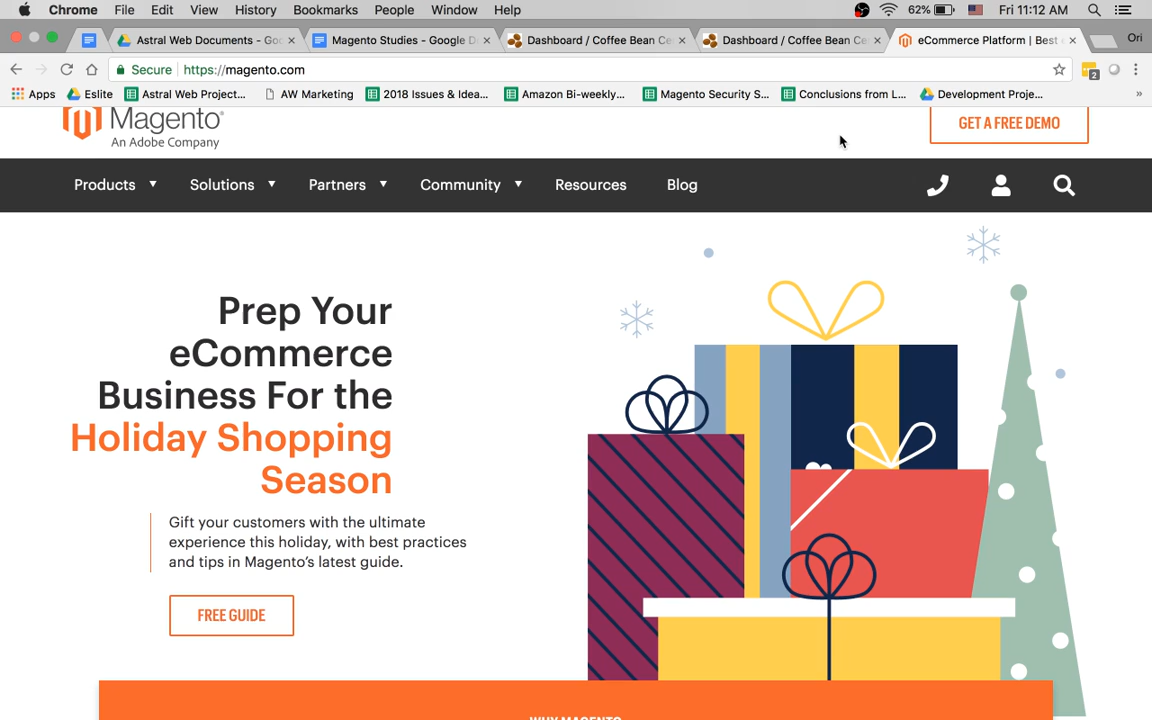 Chrome File Edit View History Bookmarks People Window Help 62% Fri 11:12 AM
Astral Web Documents - Goo × Magento Studies - Google D × Dashboard / Coffee Bean Ce × Dashboard / Coffee Bean Ce × eCommerce Platform | Best × Ori
Secure https://magento.com 2
Apps Eslite Astral Web Project... AW Marketing 2018 Issues & Idea... Amazon Bi-weekly... Magento Security S... Conclusions from L... Development Proje... »
Magento®
An Adobe Company
GET A FREE DEMO
Products Solutions Partners Community Resources Blog
Prep Your
eCommerce
Business For the
Holiday Shopping
Season
Gift your customers with the ultimate
experience this holiday, with best practices
and tips in Magento's latest guide.
FREE GUIDE
WHY MAGENTO